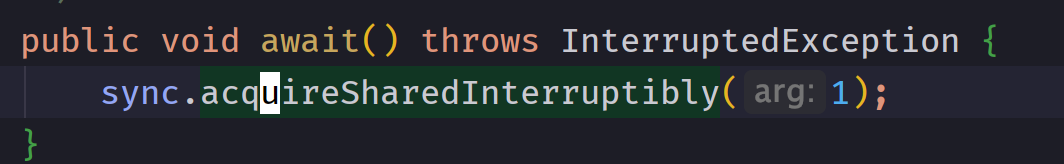 public void await() throws InterruptedException {
sync.acquireSharedInterruptibly( arg: 1);
}